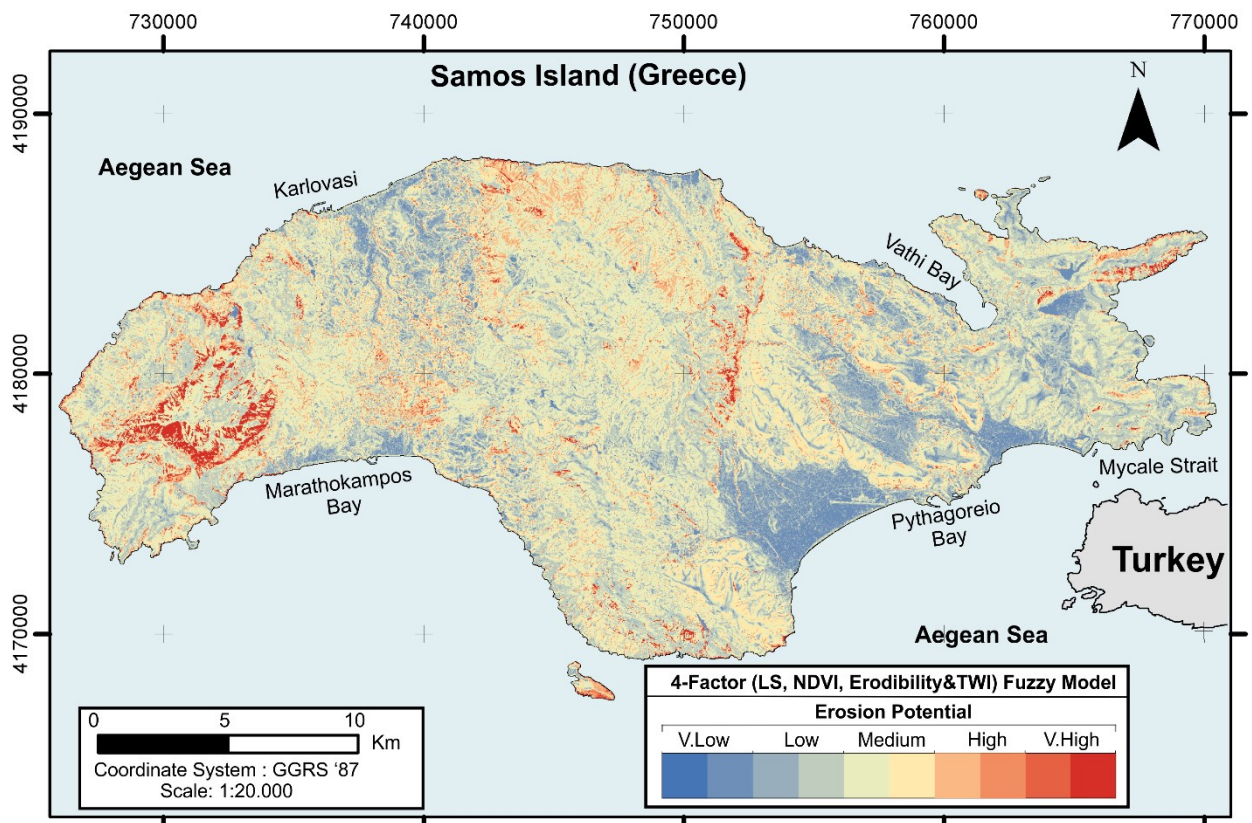 730000 740000 750000 760000 770000
Samos Island (Greece)
N
4190000
Aegean Sea
Karlovasi
Vathi Bay
4180000
Mycale Strait
Marathokampos
Bay
Pythagoreio
Bay
Turkey
4170000
Aegean Sea
4-Factor (LS, NDVI, Erodibility&TWI) Fuzzy Model
Erosion Potential
V.Low Low Medium High V.High
0 5 10
Km
Coordinate System : GGRS ‘87
Scale: 1:20.000